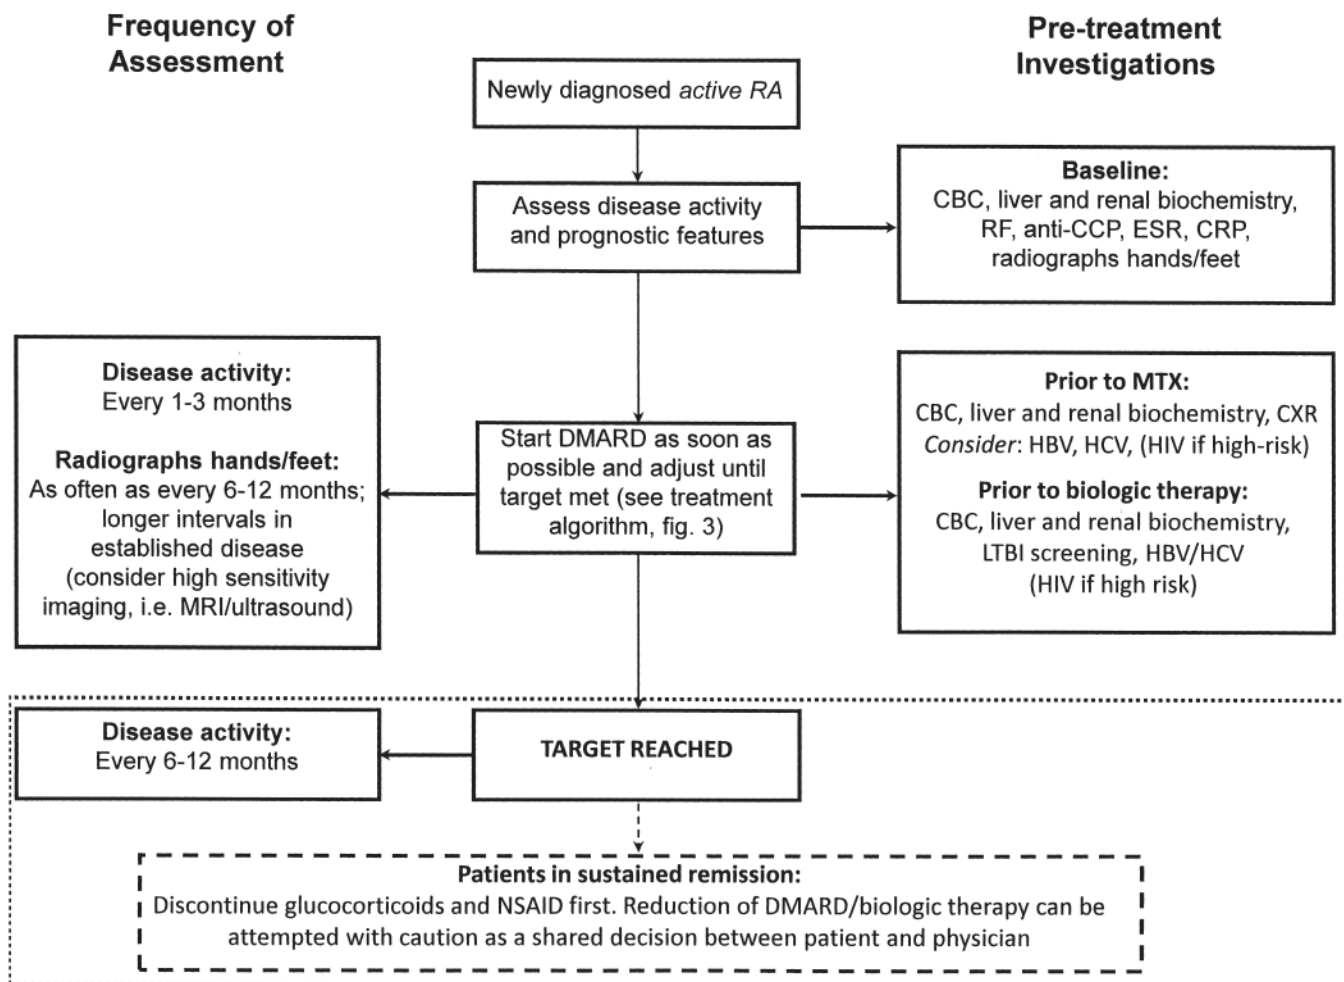 Frequency of
Assessment
Pre-treatment
Investigations
Newly diagnosed active RA
Assess disease activity
and prognostic features
Baseline:
CBC, liver and renal biochemistry,
RF, anti-CCP, ESR, CRP,
radiographs hands/feet
Disease activity:
Every 1-3 months
Radiographs hands/feet:
As often as every 6-12 months;
longer intervals in
established disease
(consider high sensitivity
imaging, i.e. MRI/ultrasound)
Start DMARD as soon as
possible and adjust until
target met (see treatment
algorithm, fig. 3)
Prior to MTX:
CBC, liver and renal biochemistry, CXR
Consider: HBV, HCV, (HIV if high-risk)
Prior to biologic therapy:
CBC, liver and renal biochemistry,
LTBI screening, HBV/HCV
(HIV if high risk)
Disease activity:
Every 6-12 months
TARGET REACHED
Patients in sustained remission:
Discontinue glucocorticoids and NSAID first. Reduction of DMARD/biologic therapy can be
attempted with caution as a shared decision between patient and physician